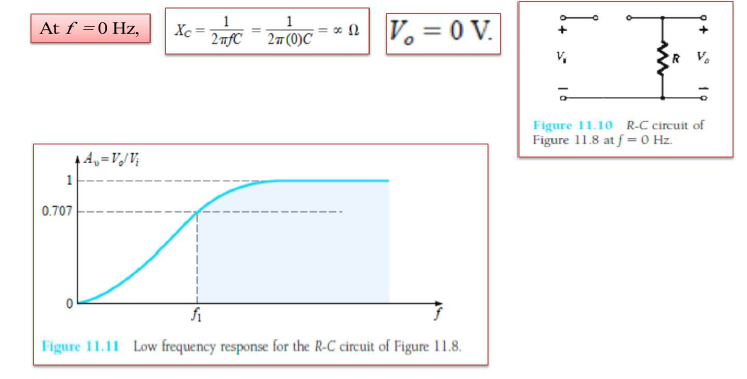 At f = 0 Hz,
X_C = 1/2πfC = 1/2π(0)C = ∞ Ω
V_o = 0 V.
+ +
V_i R V_o
− −
Figure 11.10 R-C circuit of
Figure 11.8 at f = 0 Hz.
A_v = V_o/V_i
1
0.707
0
f_1 f
Figure 11.11 Low frequency response for the R-C circuit of Figure 11.8.